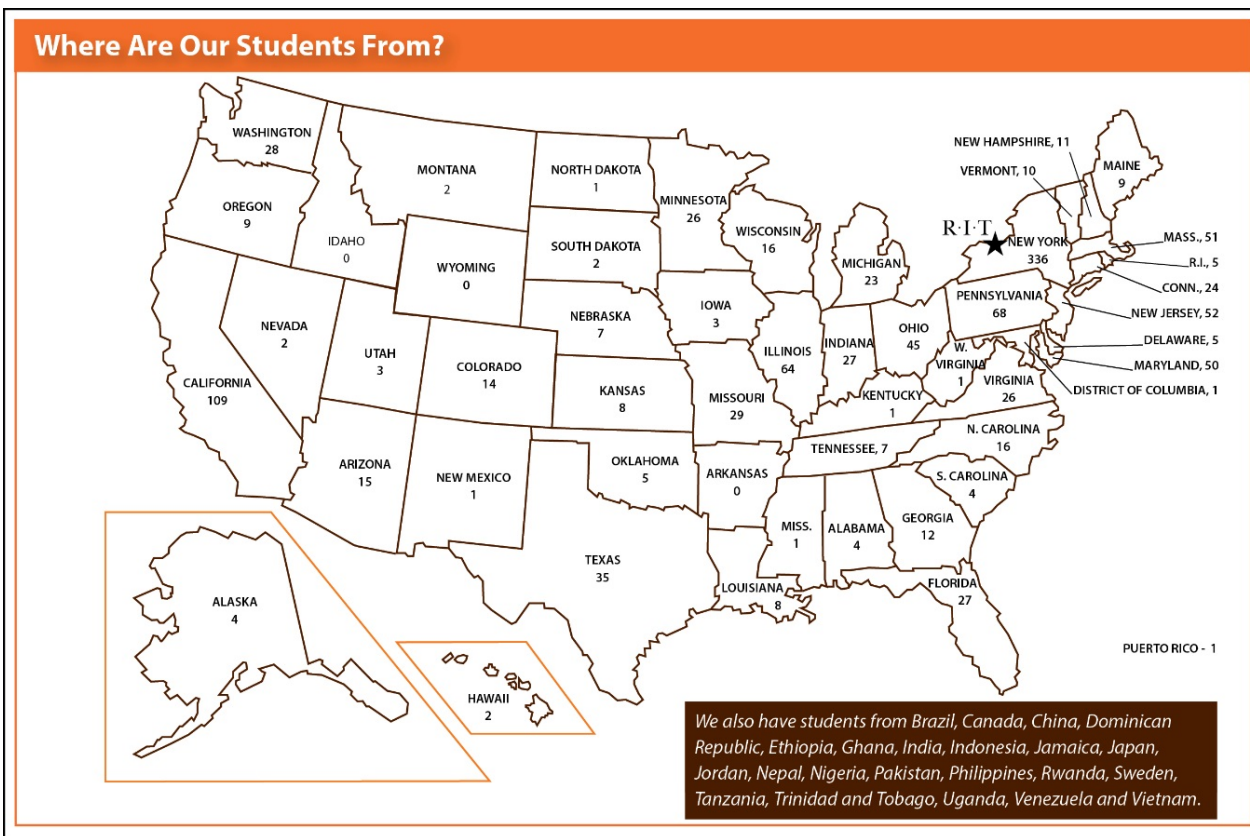 Where Are Our Students From?
WASHINGTON
28
OREGON
9
IDAHO
0
MONTANA
2
WYOMING
0
NORTH DAKOTA
1
SOUTH DAKOTA
2
NEBRASKA
7
MINNESOTA
26
IOWA
3
WISCONSIN
16
MICHIGAN
23
R·I·T
NEW YORK
336
VERMONT, 10
NEW HAMPSHIRE, 11
MAINE
9
MASS., 51
R.I., 5
CONN., 24
NEW JERSEY, 52
DELAWARE, 5
MARYLAND, 50
DISTRICT OF COLUMBIA, 1
PENNSYLVANIA
68
CALIFORNIA
109
NEVADA
2
UTAH
3
COLORADO
14
KANSAS
8
MISSOURI
29
ILLINOIS
64
INDIANA
27
OHIO
45
W.
VIRGINIA
1
VIRGINIA
26
KENTUCKY
1
ARIZONA
15
NEW MEXICO
1
OKLAHOMA
5
ARKANSAS
0
TENNESSEE, 7
N. CAROLINA
16
S. CAROLINA
4
TEXAS
35
LOUISIANA
8
MISS.
1
ALABAMA
4
GEORGIA
12
FLORIDA
27
ALASKA
4
HAWAII
2
PUERTO RICO - 1
We also have students from Brazil, Canada, China, Dominican
Republic, Ethiopia, Ghana, India, Indonesia, Jamaica, Japan,
Jordan, Nepal, Nigeria, Pakistan, Philippines, Rwanda, Sweden,
Tanzania, Trinidad and Tobago, Uganda, Venezuela and Vietnam.